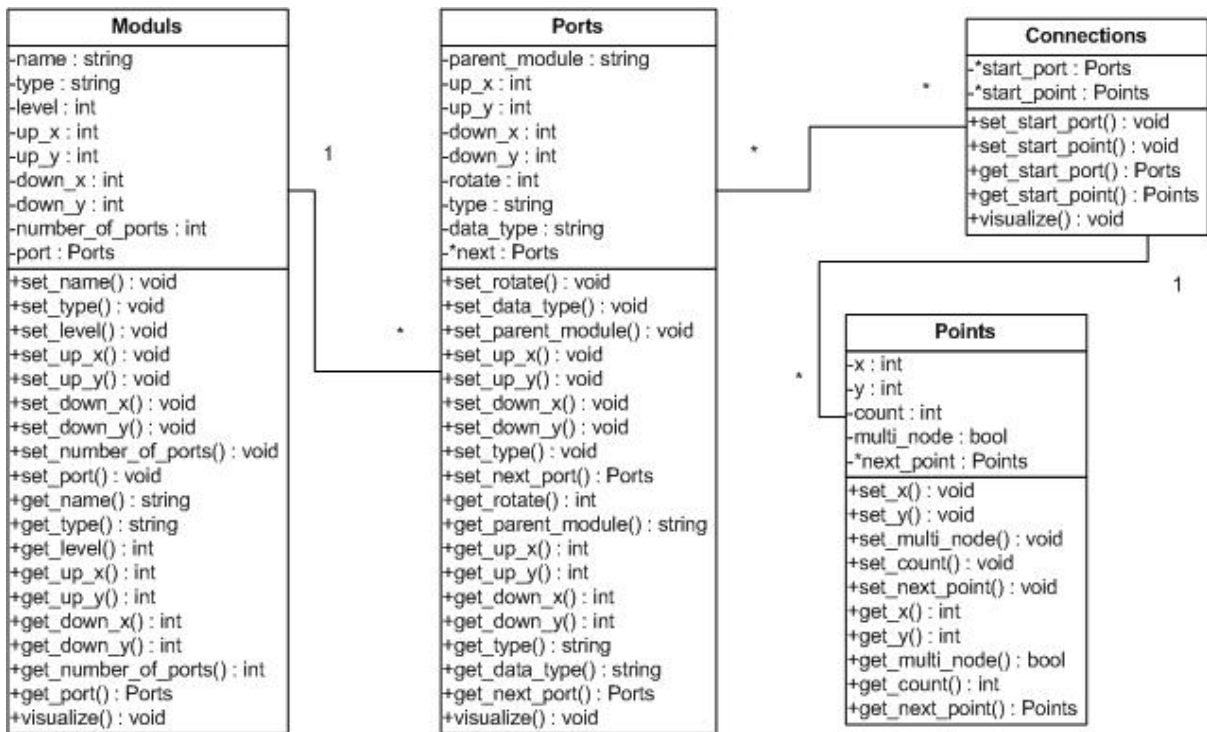 Moduls
-name : string
-type : string
-level : int
-up_x : int
-up_y : int
-down_x : int
-down_y : int
-number_of_ports : int
-port : Ports
+set_name() : void
+set_type() : void
+set_level() : void
+set_up_x() : void
+set_up_y() : void
+set_down_x() : void
+set_down_y() : void
+set_number_of_ports() : void
+set_port() : void
+get_name() : string
+get_type() : string
+get_level() : int
+get_up_x() : int
+get_up_y() : int
+get_down_x() : int
+get_down_y() : int
+get_number_of_ports() : int
+get_port() : Ports
+visualize() : void
1
*
Ports
-parent_module : string
-up_x : int
-up_y : int
-down_x : int
-down_y : int
-rotate : int
-type : string
-data_type : string
-*next : Ports
+set_rotate() : void
+set_data_type() : void
+set_parent_module() : void
+set_up_x() : void
+set_up_y() : void
+set_down_x() : void
+set_down_y() : void
+set_type() : void
+set_next_port() : Ports
+get_rotate() : int
+get_parent_module() : string
+get_up_x() : int
+get_up_y() : int
+get_down_x() : int
+get_down_y() : int
+get_type() : string
+get_data_type() : string
+get_next_port() : Ports
+visualize() : void
*
*
Connections
-*start_port : Ports
-*start_point : Points
+set_start_port() : void
+set_start_point() : void
+get_start_port() : Ports
+get_start_point() : Points
+visualize() : void
1
*
Points
-x : int
-y : int
-count : int
-multi_node : bool
-*next_point : Points
+set_x() : void
+set_y() : void
+set_multi_node() : void
+set_count() : void
+set_next_point() : void
+get_x() : int
+get_y() : int
+get_multi_node() : bool
+get_count() : int
+get_next_point() : Points